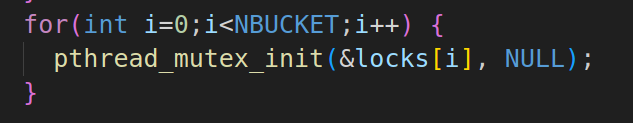 for(int i=0;i<NBUCKET;i++) {
pthread_mutex_init(&locks[i], NULL);
}